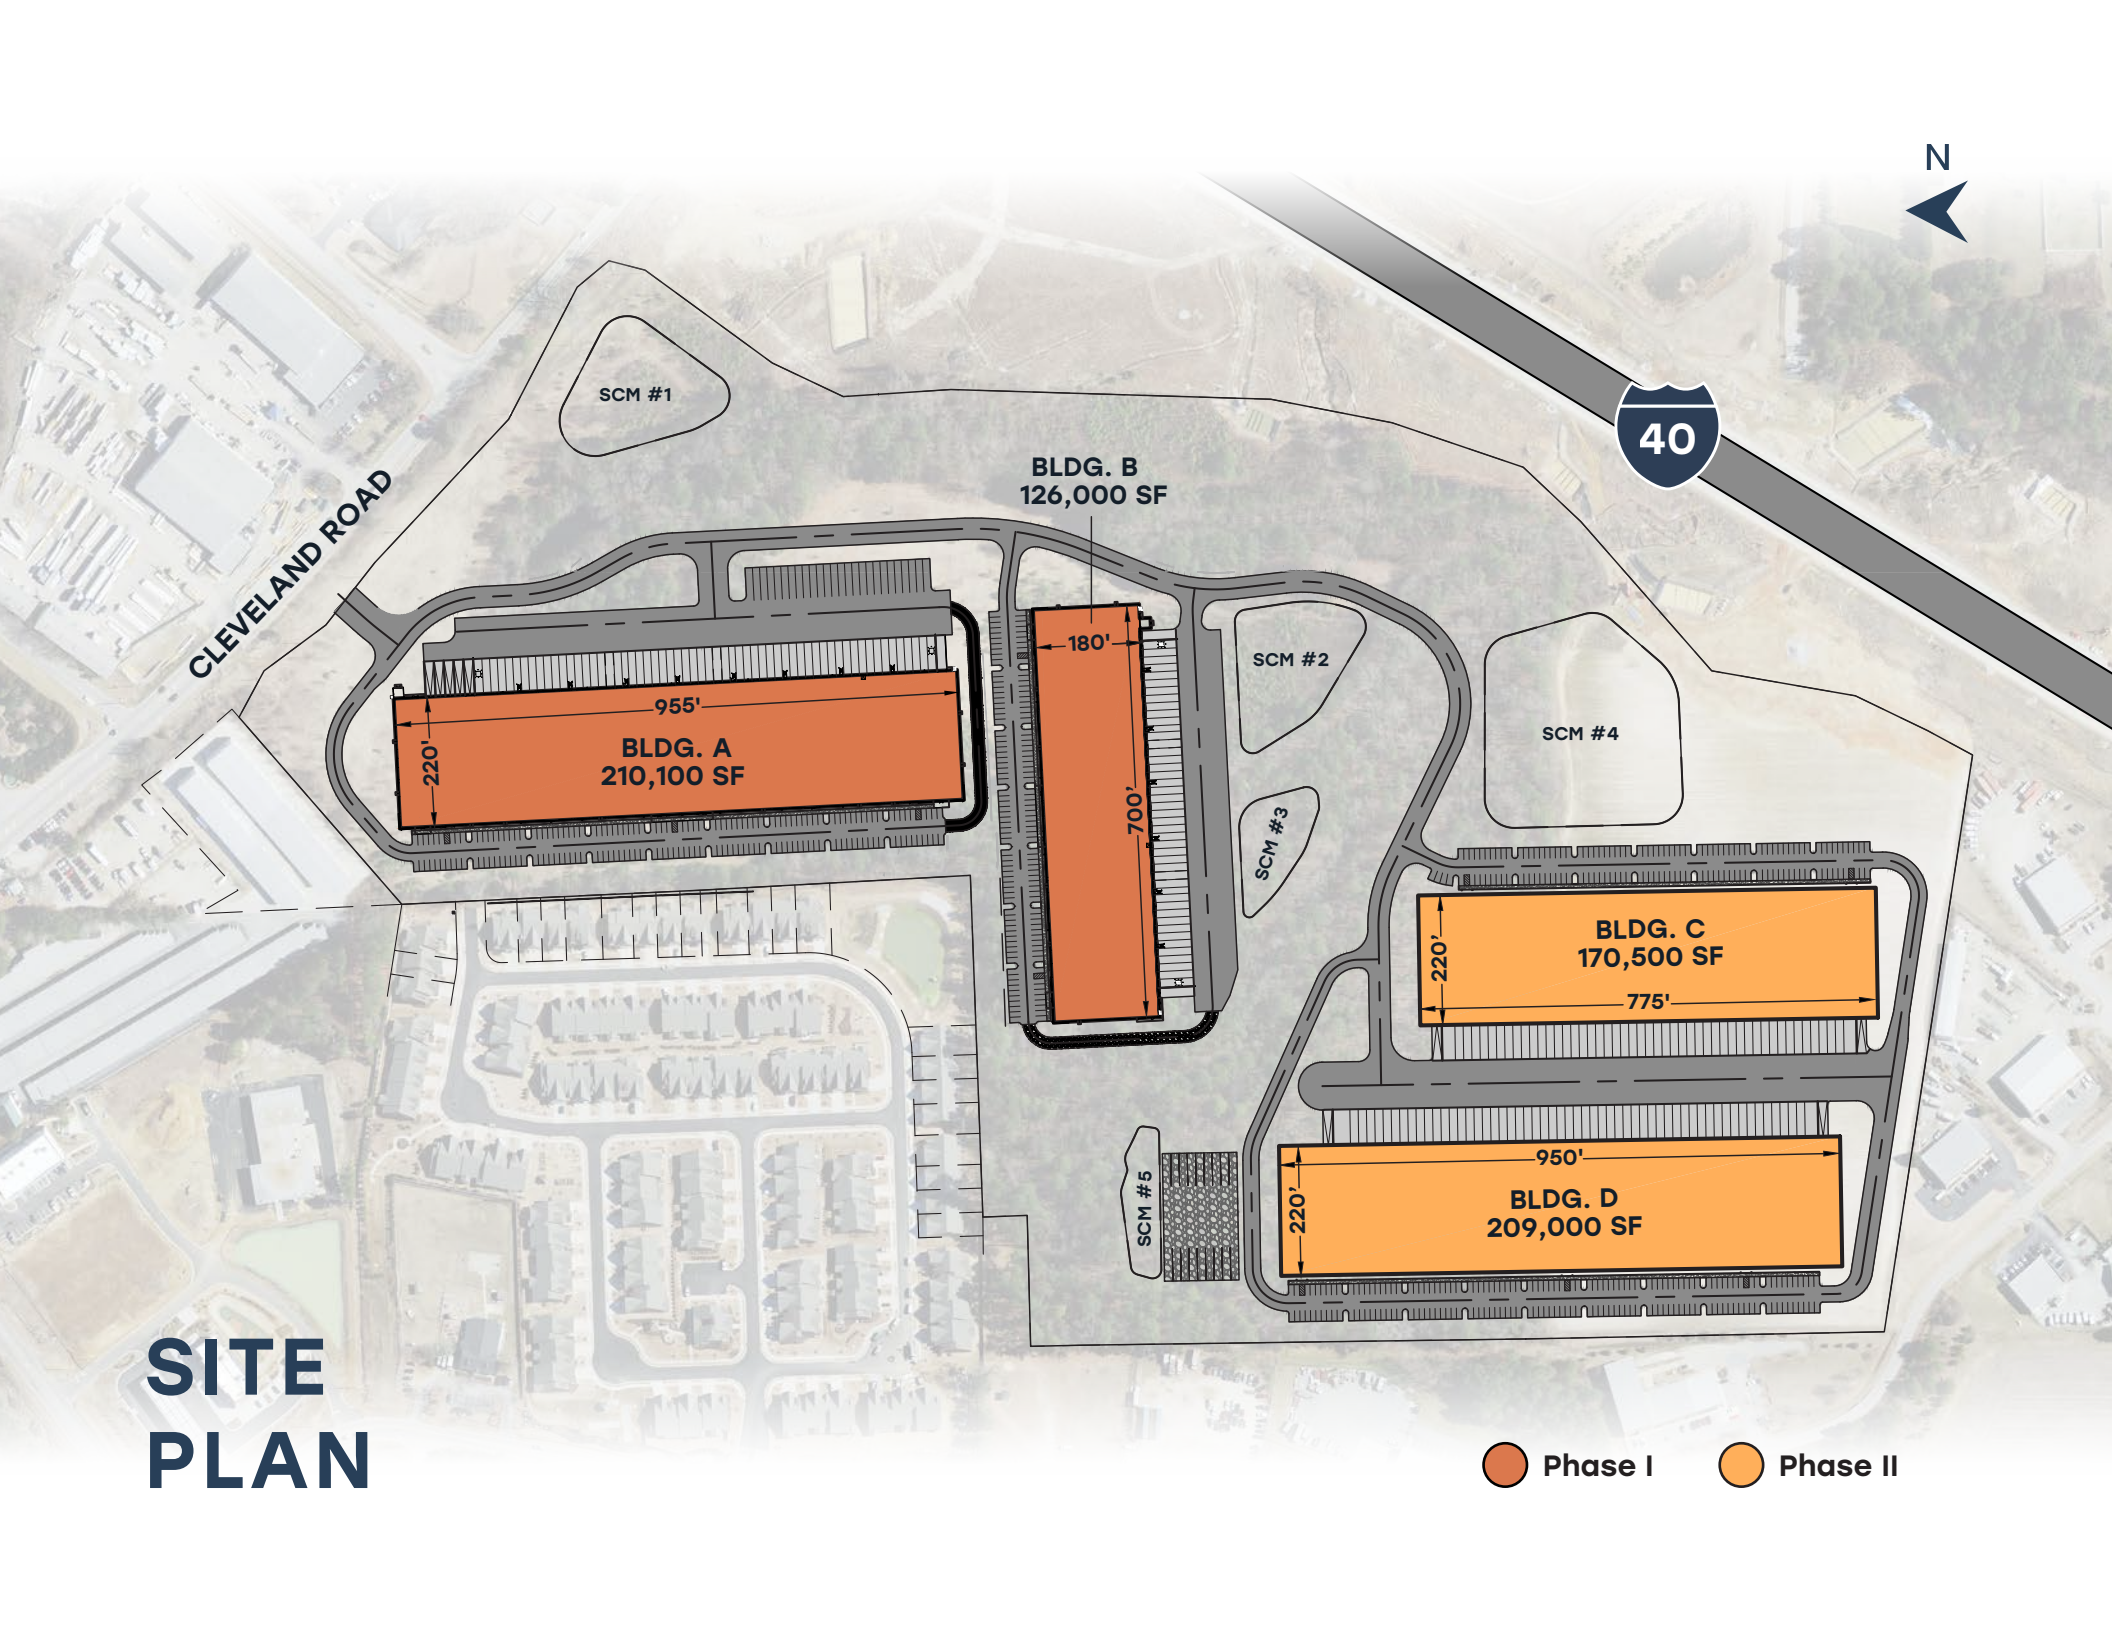 N
40
SCM #1
CLEVELAND ROAD
BLDG. B
126,000 SF
180'
700'
955'
220'
BLDG. A
210,100 SF
SCM #2
SCM #3
SCM #4
BLDG. C
170,500 SF
220'
775'
950'
220'
BLDG. D
209,000 SF
SCM #5
SITE
PLAN
Phase I
Phase II